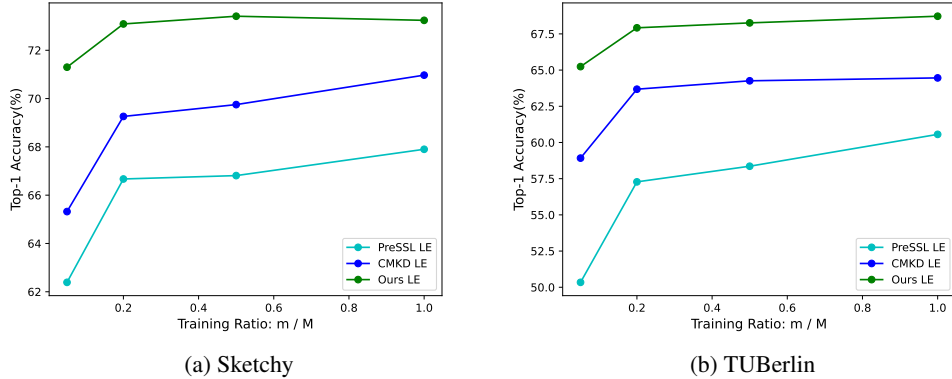 72
70
68
66
64
62
Top-1 Accuracy(%)
0.2 0.4 0.6 0.8 1.0
Training Ratio: m / M
PreSSL LE
CMKD LE
Ours LE
(a) Sketchy
67.5
65.0
62.5
60.0
57.5
55.0
52.5
50.0
Top-1 Accuracy(%)
0.2 0.4 0.6 0.8 1.0
Training Ratio: m / M
PreSSL LE
CMKD LE
Ours LE
(b) TUBerlin